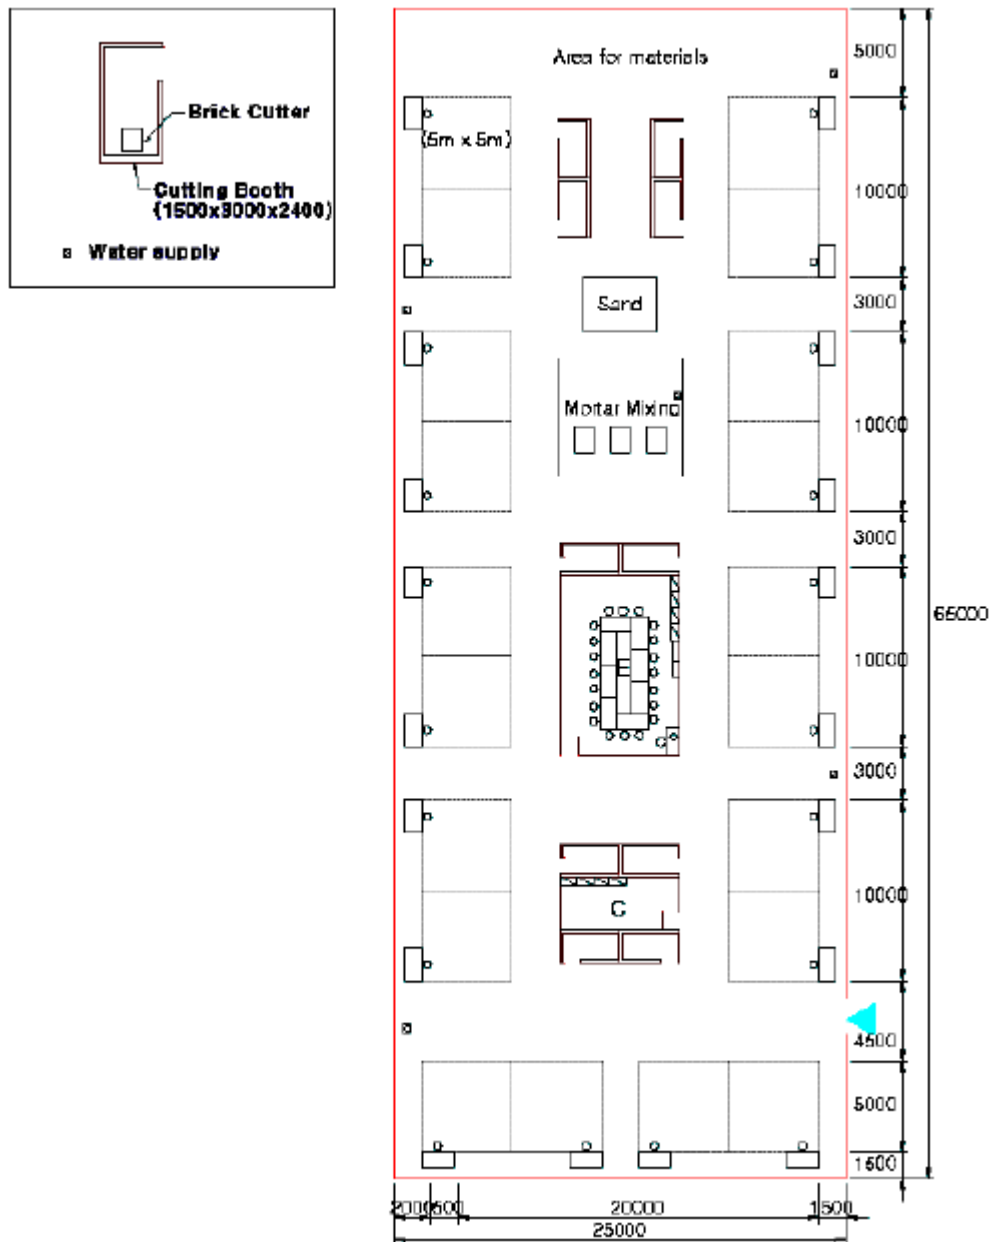 Brick Cutter
Cutting Booth
(1500x3000x2400)
Water supply
Area for materials
(5m x 5m)
Sand
Mortar Mixing
E
C
C
5000
10000
3000
10000
3000
10000
3000
10000
4500
5000
1500
65000
2000
500
20000
1500
25000